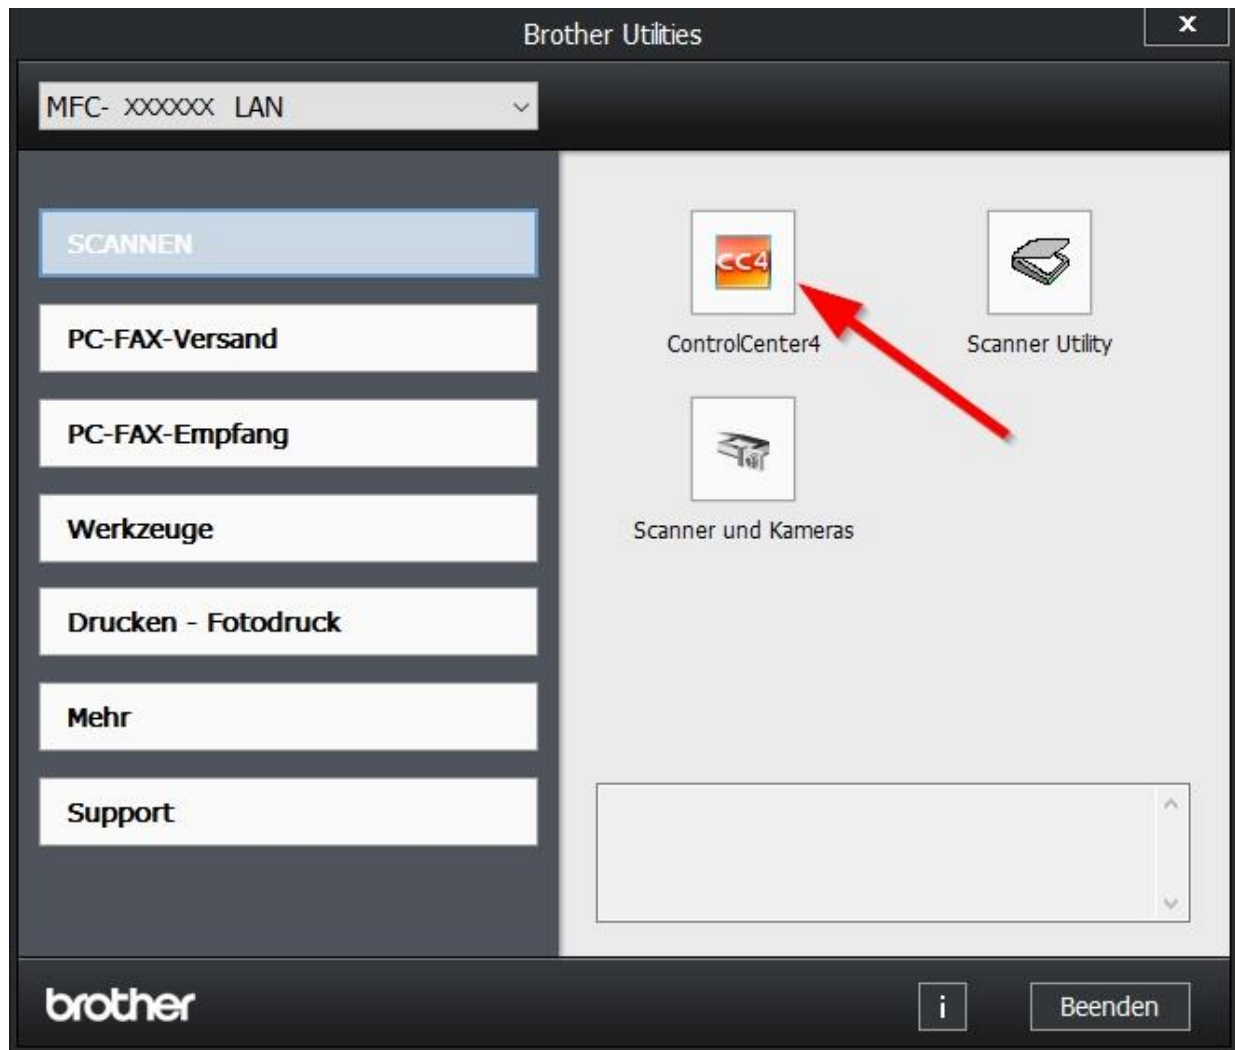 Brother Utilities
X
MFC- XXXXXX LAN
SCANNEN
PC-FAX-Versand
PC-FAX-Empfang
Werkzeuge
Drucken - Fotodruck
Mehr
Support
CC4
ControlCenter4
Scanner Utility
Scanner und Kameras
brother
i
Beenden